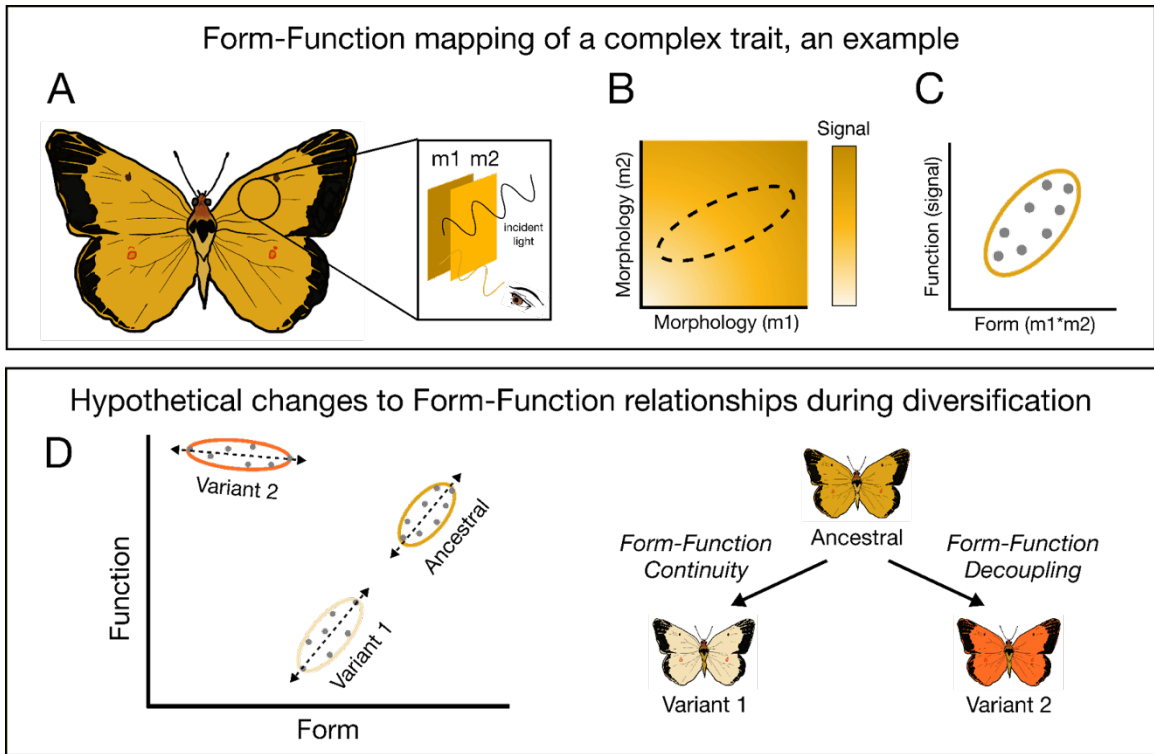 Form-Function mapping of a complex trait, an example
A
m1 m2
incident
light
B
Signal
Morphology (m2)
Morphology (m1)
C
Function (signal)
Form (m1*m2)
Hypothetical changes to Form-Function relationships during diversification
D
Function
Form
Variant 2
Ancestral
Variant 1
Ancestral
Form-Function
Continuity
Form-Function
Decoupling
Variant 1
Variant 2